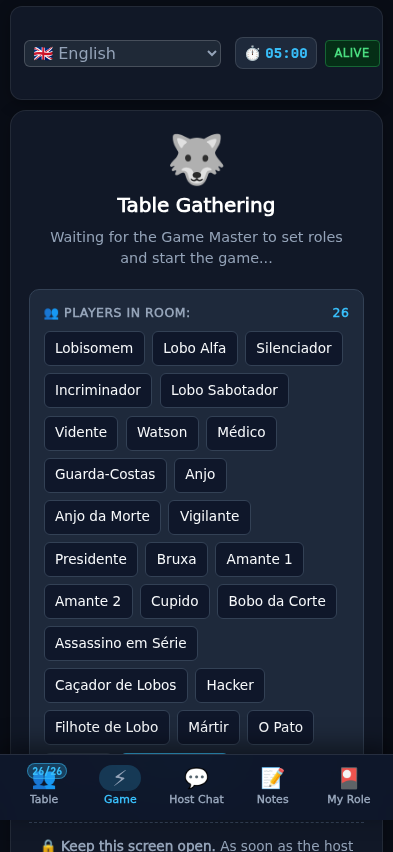 English
05:00
ALIVE
Table Gathering
Waiting for the Game Master to set roles
and start the game...
PLAYERS IN ROOM:
26
Lobisomem
Lobo Alfa
Silenciador
Incriminador
Lobo Sabotador
Vidente
Watson
Médico
Guarda-Costas
Anjo
Anjo da Morte
Vigilante
Presidente
Bruxa
Amante 1
Amante 2
Cupido
Bobo da Corte
Assassino em Série
Caçador de Lobos
Hacker
Filhote de Lobo
Mártir
O Pato
26/26
Table
Game
Host Chat
Notes
My Role
Keep this screen open. As soon as the host